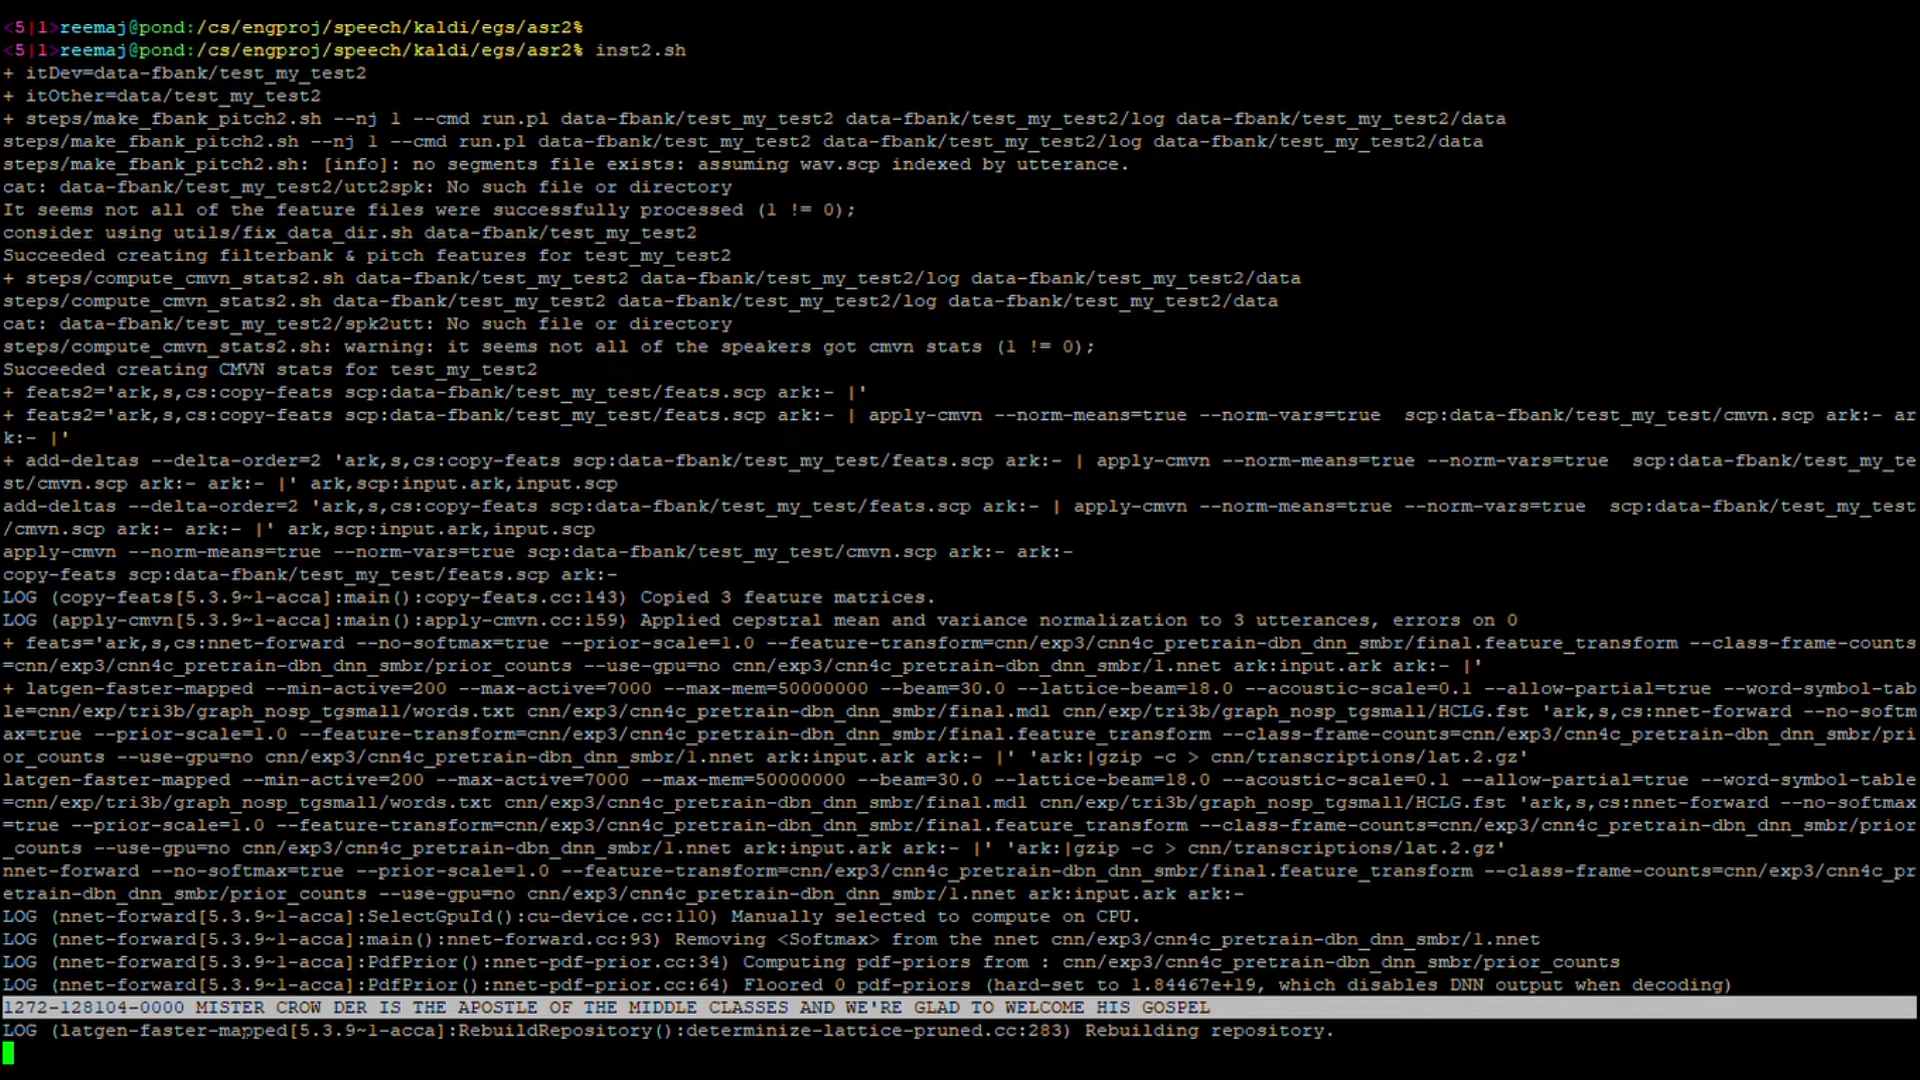 <5|1>reemaj@pond:/cs/engproj/speech/kaldi/egs/asr2%
<5|1>reemaj@pond:/cs/engproj/speech/kaldi/egs/asr2% inst2.sh
+ itDev=data-fbank/test_my_test2
+ itOther=data/test_my_test2
+ steps/make_fbank_pitch2.sh --nj 1 --cmd run.pl data-fbank/test_my_test2 data-fbank/test_my_test2/log data-fbank/test_my_test2/data
steps/make_fbank_pitch2.sh --nj 1 --cmd run.pl data-fbank/test_my_test2 data-fbank/test_my_test2/log data-fbank/test_my_test2/data
steps/make_fbank_pitch2.sh: [info]: no segments file exists: assuming wav.scp indexed by utterance.
cat: data-fbank/test_my_test2/utt2spk: No such file or directory
It seems not all of the feature files were successfully processed (1 != 0);
consider using utils/fix_data_dir.sh data-fbank/test_my_test2
Succeeded creating filterbank & pitch features for test_my_test2
+ steps/compute_cmvn_stats2.sh data-fbank/test_my_test2 data-fbank/test_my_test2/log data-fbank/test_my_test2/data
steps/compute_cmvn_stats2.sh data-fbank/test_my_test2 data-fbank/test_my_test2/log data-fbank/test_my_test2/data
cat: data-fbank/test_my_test2/spk2utt: No such file or directory
steps/compute_cmvn_stats2.sh: warning: it seems not all of the speakers got cmvn stats (1 != 0);
Succeeded creating CMVN stats for test_my_test2
+ feats2='ark,s,cs:copy-feats scp:data-fbank/test_my_test/feats.scp ark:- |'
+ feats2='ark,s,cs:copy-feats scp:data-fbank/test_my_test/feats.scp ark:- | apply-cmvn --norm-means=true --norm-vars=true  scp:data-fbank/test_my_test/cmvn.scp ark:- ar
k:- |'
+ add-deltas --delta-order=2 'ark,s,cs:copy-feats scp:data-fbank/test_my_test/feats.scp ark:- | apply-cmvn --norm-means=true --norm-vars=true  scp:data-fbank/test_my_te
st/cmvn.scp ark:- ark:- |' ark,scp:input.ark,input.scp
add-deltas --delta-order=2 'ark,s,cs:copy-feats scp:data-fbank/test_my_test/feats.scp ark:- | apply-cmvn --norm-means=true --norm-vars=true  scp:data-fbank/test_my_test
/cmvn.scp ark:- ark:- |' ark,scp:input.ark,input.scp
apply-cmvn --norm-means=true --norm-vars=true scp:data-fbank/test_my_test/cmvn.scp ark:- ark:-
copy-feats scp:data-fbank/test_my_test/feats.scp ark:-
LOG (copy-feats[5.3.9~1-acca]:main():copy-feats.cc:143) Copied 3 feature matrices.
LOG (apply-cmvn[5.3.9~1-acca]:main():apply-cmvn.cc:159) Applied cepstral mean and variance normalization to 3 utterances, errors on 0
+ feats='ark,s,cs:nnet-forward --no-softmax=true --prior-scale=1.0 --feature-transform=cnn/exp3/cnn4c_pretrain-dbn_dnn_smbr/final.feature_transform --class-frame-counts
=cnn/exp3/cnn4c_pretrain-dbn_dnn_smbr/prior_counts --use-gpu=no cnn/exp3/cnn4c_pretrain-dbn_dnn_smbr/1.nnet ark:input.ark ark:- |'
+ latgen-faster-mapped --min-active=200 --max-active=7000 --max-mem=50000000 --beam=30.0 --lattice-beam=18.0 --acoustic-scale=0.1 --allow-partial=true --word-symbol-tab
le=cnn/exp/tri3b/graph_nosp_tgsmall/words.txt cnn/exp3/cnn4c_pretrain-dbn_dnn_smbr/final.mdl cnn/exp/tri3b/graph_nosp_tgsmall/HCLG.fst 'ark,s,cs:nnet-forward --no-softm
ax=true --prior-scale=1.0 --feature-transform=cnn/exp3/cnn4c_pretrain-dbn_dnn_smbr/final.feature_transform --class-frame-counts=cnn/exp3/cnn4c_pretrain-dbn_dnn_smbr/pri
or_counts --use-gpu=no cnn/exp3/cnn4c_pretrain-dbn_dnn_smbr/1.nnet ark:input.ark ark:- |' 'ark:|gzip -c > cnn/transcriptions/lat.2.gz'
latgen-faster-mapped --min-active=200 --max-active=7000 --max-mem=50000000 --beam=30.0 --lattice-beam=18.0 --acoustic-scale=0.1 --allow-partial=true --word-symbol-table
=cnn/exp/tri3b/graph_nosp_tgsmall/words.txt cnn/exp3/cnn4c_pretrain-dbn_dnn_smbr/final.mdl cnn/exp/tri3b/graph_nosp_tgsmall/HCLG.fst 'ark,s,cs:nnet-forward --no-softmax
=true --prior-scale=1.0 --feature-transform=cnn/exp3/cnn4c_pretrain-dbn_dnn_smbr/final.feature_transform --class-frame-counts=cnn/exp3/cnn4c_pretrain-dbn_dnn_smbr/prior
_counts --use-gpu=no cnn/exp3/cnn4c_pretrain-dbn_dnn_smbr/1.nnet ark:input.ark ark:- |' 'ark:|gzip -c > cnn/transcriptions/lat.2.gz'
nnet-forward --no-softmax=true --prior-scale=1.0 --feature-transform=cnn/exp3/cnn4c_pretrain-dbn_dnn_smbr/final.feature_transform --class-frame-counts=cnn/exp3/cnn4c_pr
etrain-dbn_dnn_smbr/prior_counts --use-gpu=no cnn/exp3/cnn4c_pretrain-dbn_dnn_smbr/1.nnet ark:input.ark ark:-
LOG (nnet-forward[5.3.9~1-acca]:SelectGpuId():cu-device.cc:110) Manually selected to compute on CPU.
LOG (nnet-forward[5.3.9~1-acca]:main():nnet-forward.cc:93) Removing <Softmax> from the nnet cnn/exp3/cnn4c_pretrain-dbn_dnn_smbr/1.nnet
LOG (nnet-forward[5.3.9~1-acca]:PdfPrior():nnet-pdf-prior.cc:34) Computing pdf-priors from : cnn/exp3/cnn4c_pretrain-dbn_dnn_smbr/prior_counts
LOG (nnet-forward[5.3.9~1-acca]:PdfPrior():nnet-pdf-prior.cc:64) Floored 0 pdf-priors (hard-set to 1.84467e+19, which disables DNN output when decoding)
1272-128104-0000 MISTER CROW DER IS THE APOSTLE OF THE MIDDLE CLASSES AND WE'RE GLAD TO WELCOME HIS GOSPEL
LOG (latgen-faster-mapped[5.3.9~1-acca]:RebuildRepository():determinize-lattice-pruned.cc:283) Rebuilding repository.